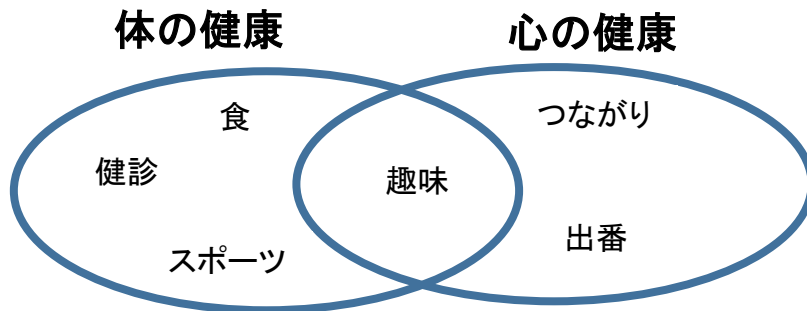 体の健康
心の健康
食
つながり
健診
趣味
出番
スポーツ